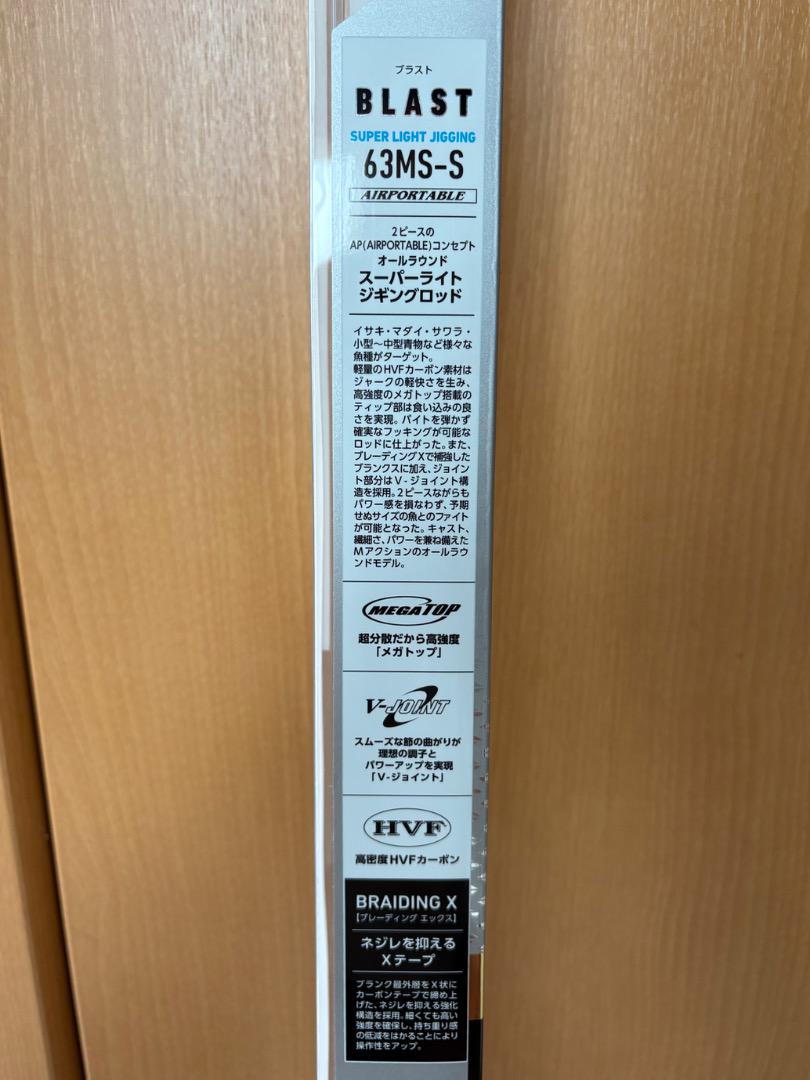 ブラスト
BLAST
SUPER LIGHT JIGGING
63MS-S
AIRPORTABLE
2ピースの
AP(AIRPORTABLE)コンセプト
オールラウンド
スーパーライト
ジギングロッド
イサキ・マダイ・サワラ・
小型〜中型青物など様々な
魚種がターゲット。
軽量のHVFカーボン素材は
ジャークの軽快さを生み、
高強度のメガトップ搭載の
ティップ部は食い込みの良
さを実現。バイトを弾かず
確実なフッキングが可能な
ロッドに仕上がった。また、
ブレーディングXで補強した
ブランクスに加え、ジョイン
ト部分はV-ジョイント構
造を採用。2ピースながらも
パワー感を損なわず、予期
せぬサイズの魚とのファイト
が可能となった。キャスト、
繊細さ、パワーを兼ね備えた
Mアクションのオールラウ
ンドモデル。
MEGATOP
超分散だから高強度
「メガトップ」
V-JOINT
スムーズな節の曲がりが
理想の調子と
パワーアップを実現
「V-ジョイント」
HVF
高密度HVFカーボン
BRAIDING X
【ブレーディング エックス】
ネジレを抑える
Xテープ
ブランク最外層をX状に
カーボンテープで締め上
げた、ネジレを抑える強化
構造を採用。細くても高い
強度を確保し、持ち重り感
の低減をはかることにより
操作性をアップ。